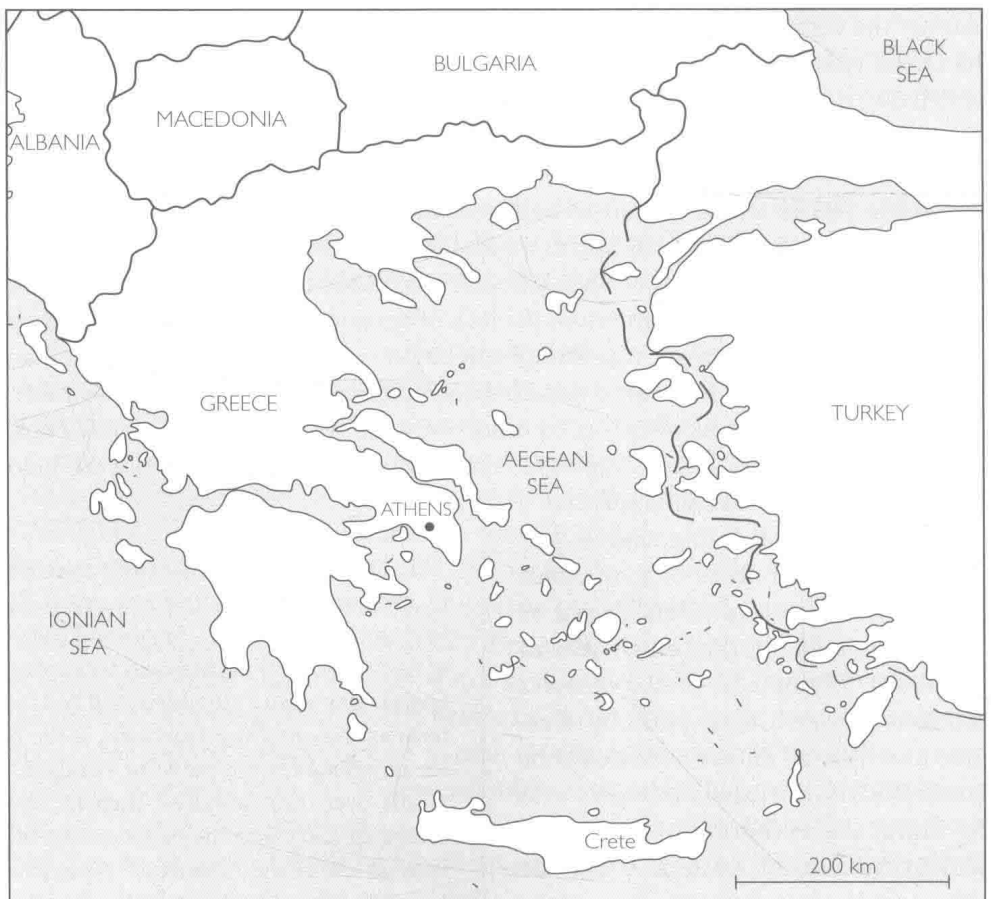 BLACK
SEA
BULGARIA
MACEDONIA
ALBANIA
GREECE
TURKEY
AEGEAN
SEA
ATHENS
IONIAN
SEA
Crete
200 km